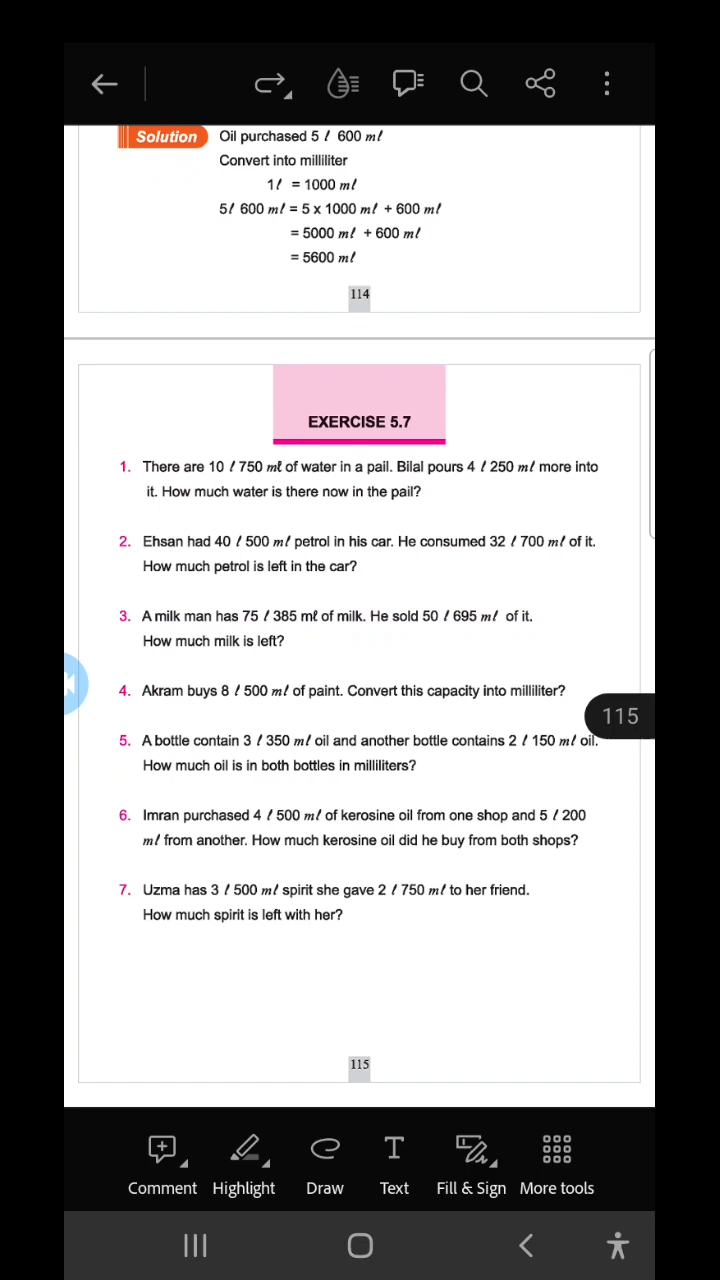 Solution Oil purchased 5 ℓ 600 mℓ
Convert into milliliter
1ℓ = 1000 mℓ
5ℓ 600 mℓ = 5 x 1000 mℓ + 600 mℓ
= 5000 mℓ + 600 mℓ
= 5600 mℓ
114
EXERCISE 5.7
1. There are 10 ℓ 750 mℓ of water in a pail. Bilal pours 4 ℓ 250 mℓ more into
it. How much water is there now in the pail?
2. Ehsan had 40 ℓ 500 mℓ petrol in his car. He consumed 32 ℓ 700 mℓ of it.
How much petrol is left in the car?
3. A milk man has 75 ℓ 385 mℓ of milk. He sold 50 ℓ 695 mℓ of it.
How much milk is left?
4. Akram buys 8 ℓ 500 mℓ of paint. Convert this capacity into milliliter?
115
5. A bottle contain 3 ℓ 350 mℓ oil and another bottle contains 2 ℓ 150 mℓ oil.
How much oil is in both bottles in milliliters?
6. Imran purchased 4 ℓ 500 mℓ of kerosine oil from one shop and 5 ℓ 200
mℓ from another. How much kerosine oil did he buy from both shops?
7. Uzma has 3 ℓ 500 mℓ spirit she gave 2 ℓ 750 mℓ to her friend.
How much spirit is left with her?
115
Comment Highlight Draw Text Fill & Sign More tools